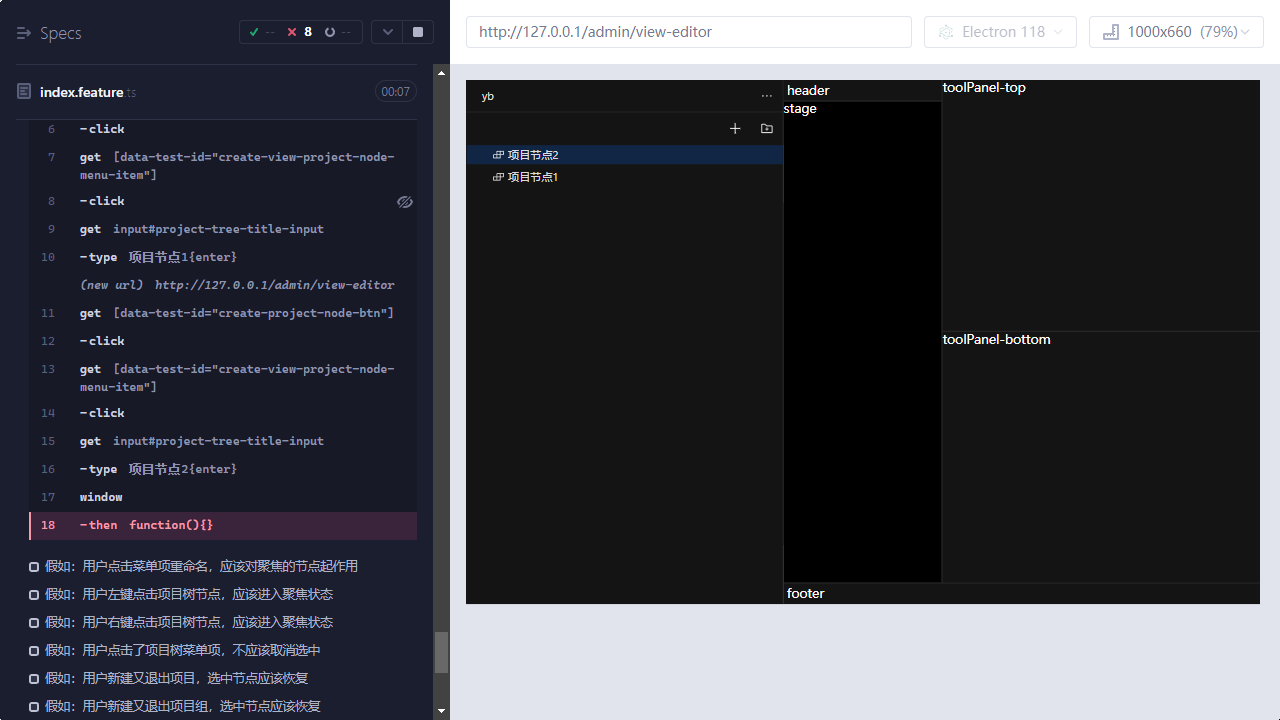 Specs
-- 8 --
index.feature.ts
00:07
6 -click
7 get [data-test-id="create-view-project-node-
menu-item"]
8 -click
9 get input#project-tree-title-input
10 -type 项目节点1{enter}
(new url) http://127.0.0.1/admin/view-editor
11 get [data-test-id="create-project-node-btn"]
12 -click
13 get [data-test-id="create-view-project-node-
menu-item"]
14 -click
15 get input#project-tree-title-input
16 -type 项目节点2{enter}
17 window
18 -then function(){}
假如: 用户点击菜单项重命名，应该对聚焦的节点起作用
假如: 用户左键点击项目树节点，应该进入聚焦状态
假如: 用户右键点击项目树节点，应该进入聚焦状态
假如: 用户点击了项目树菜单项，不应该取消选中
假如: 用户新建又退出项目，选中节点应该恢复
假如: 用户新建又退出项目组，选中节点应该恢复
http://127.0.0.1/admin/view-editor
Electron 118
1000x660 (79%)
yb
项目节点2
项目节点1
header
stage
toolPanel-top
toolPanel-bottom
footer